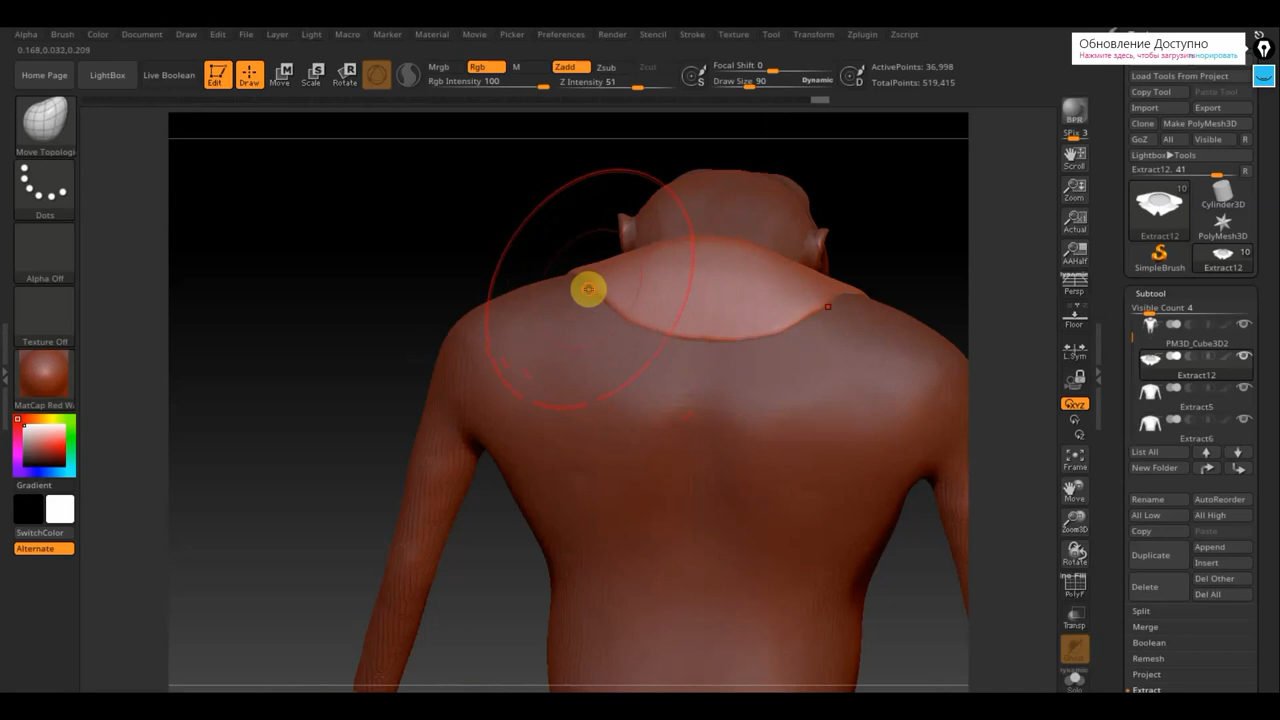 Alpha Brush Color Document Draw Edit File Layer Light Macro Marker Material Movie Picker Preferences Render Stencil Stroke Texture Tool Transform Zplugin Zscript
0.168,0.032,0.209
Обновление Доступно
Нажмите здесь, чтобы загрузить
игнорировать
Home Page
LightBox
Live Boolean
Edit
Draw
Move
Scale
Rotate
Mrgb
Rgb
M
Rgb Intensity 100
Zadd
Zsub
Zcut
Z Intensity 51
Focal Shift 0
Draw Size 90
Dynamic
S
D
ActivePoints: 36,998
TotalPoints: 519,415
Move Topologi
Dots
Alpha Off
Texture Off
MatCap Red W
Gradient
SwitchColor
Alternate
BPR
SPix 3
Scroll
Zoom
Actual
AAHalf
Dynamic
Persp
Floor
L.Sym
XYZ
Y
Z
Frame
Move
Zoom3D
Rotate
Line Fill
PolyF
Transp
Ghost
Dynamic
Solo
Load Tools From Project
Copy Tool
Paste Tool
Import
Export
Clone
Make PolyMesh3D
GoZ
All
Visible
R
Lightbox▶Tools
Extract12. 41
R
10
Extract12
Cylinder3D
PolyMesh3D
SimpleBrush
10
Extract12
Subtool
Visible Count 4
PM3D_Cube3D2
Extract12
Extract5
Extract6
List All
New Folder
Rename
AutoReorder
All Low
All High
Copy
Paste
Duplicate
Append
Insert
Delete
Del Other
Del All
Split
Merge
Boolean
Remesh
Project
Extract